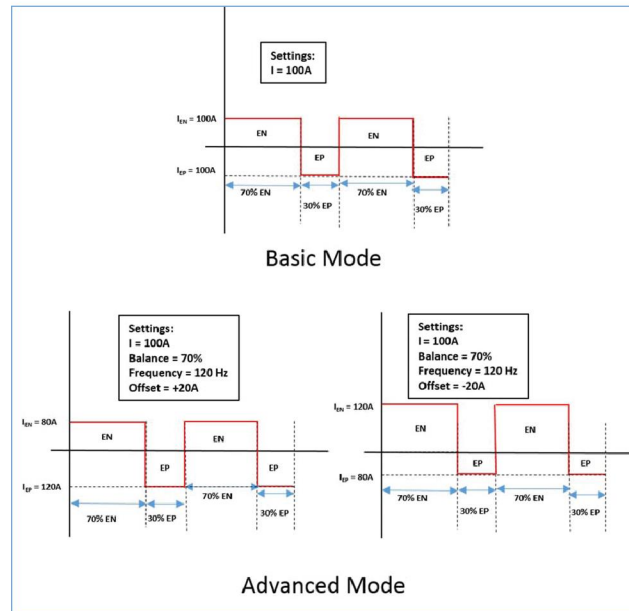 Settings:
I = 100A
IEN = 100A
EN
EN
EP
EP
IEP = 100A
70% EN
70% EN
30% EP
30% EP
Basic Mode
Settings:
I = 100A
Balance = 70%
Frequency = 120 Hz
Offset = +20A
IEN = 80A
EN
EN
EP
EP
IEP = 120A
70% EN
30% EP
70% EN
30% EP
Settings:
I = 100A
Balance = 70%
Frequency = 120 Hz
Offset = -20A
IEN = 120A
EN
EN
EP
EP
IEP = 80A
70% EN
30% EP
70% EN
30% EP
Advanced Mode